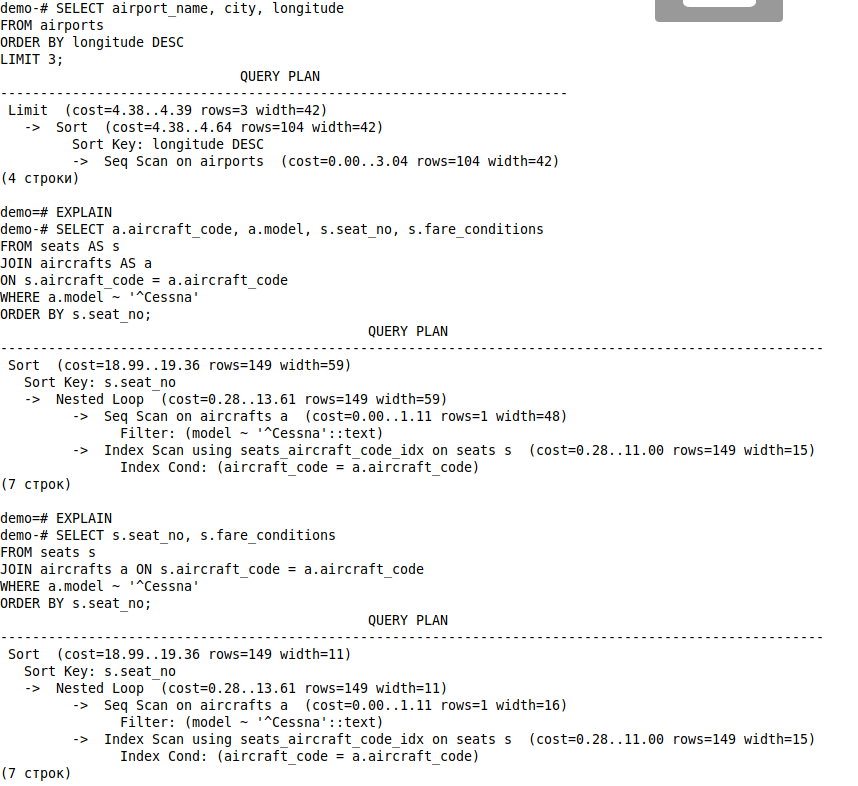 demo-# SELECT airport_name, city, longitude
FROM airports
ORDER BY longitude DESC
LIMIT 3;
                              QUERY PLAN
-----------------------------------------------------------------------
 Limit  (cost=4.38..4.39 rows=3 width=42)
   ->  Sort  (cost=4.38..4.64 rows=104 width=42)
         Sort Key: longitude DESC
         ->  Seq Scan on airports  (cost=0.00..3.04 rows=104 width=42)
(4 строки)

demo=# EXPLAIN
demo-# SELECT a.aircraft_code, a.model, s.seat_no, s.fare_conditions
FROM seats AS s
JOIN aircrafts AS a
ON s.aircraft_code = a.aircraft_code
WHERE a.model ~ '^Cessna'
ORDER BY s.seat_no;
                                              QUERY PLAN
-------------------------------------------------------------------------------------------------------
 Sort  (cost=18.99..19.36 rows=149 width=59)
   Sort Key: s.seat_no
   ->  Nested Loop  (cost=0.28..13.61 rows=149 width=59)
         ->  Seq Scan on aircrafts a  (cost=0.00..1.11 rows=1 width=48)
               Filter: (model ~ '^Cessna'::text)
         ->  Index Scan using seats_aircraft_code_idx on seats s  (cost=0.28..11.00 rows=149 width=15)
               Index Cond: (aircraft_code = a.aircraft_code)
(7 строк)

demo=# EXPLAIN
demo-# SELECT s.seat_no, s.fare_conditions
FROM seats s
JOIN aircrafts a ON s.aircraft_code = a.aircraft_code
WHERE a.model ~ '^Cessna'
ORDER BY s.seat_no;
                                              QUERY PLAN
-------------------------------------------------------------------------------------------------------
 Sort  (cost=18.99..19.36 rows=149 width=11)
   Sort Key: s.seat_no
   ->  Nested Loop  (cost=0.28..13.61 rows=149 width=11)
         ->  Seq Scan on aircrafts a  (cost=0.00..1.11 rows=1 width=16)
               Filter: (model ~ '^Cessna'::text)
         ->  Index Scan using seats_aircraft_code_idx on seats s  (cost=0.28..11.00 rows=149 width=15)
               Index Cond: (aircraft_code = a.aircraft_code)
(7 строк)